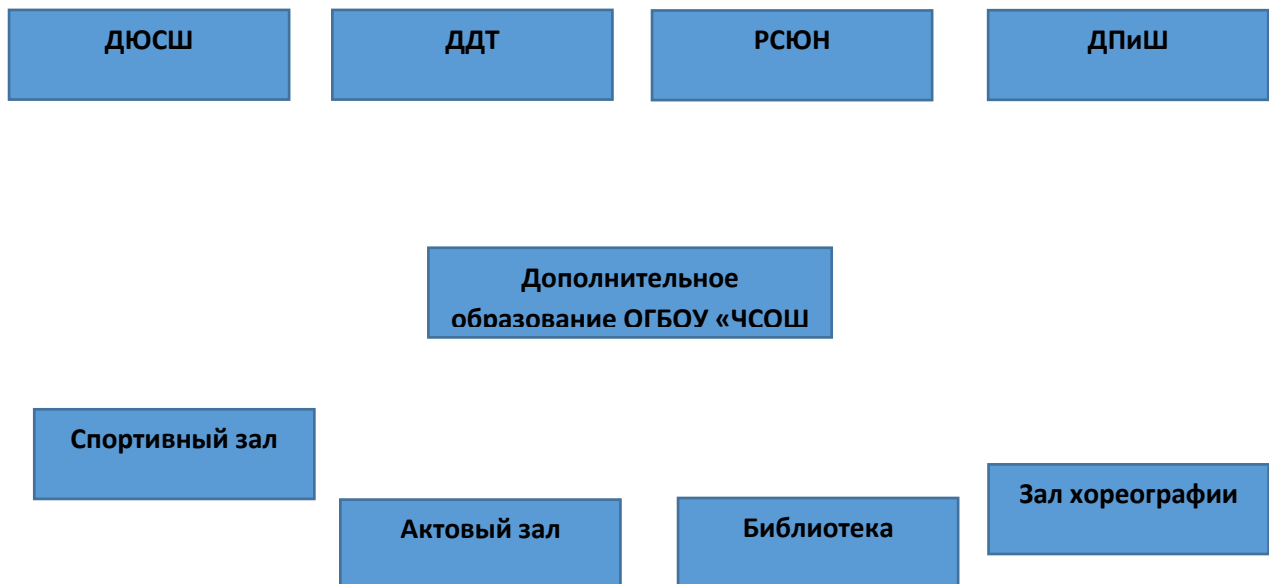 ДЮСШ
ДДТ
РСЮН
ДПиШ
Дополнительное
образование ОГБОУ «ЧСОШ
Спортивный зал
Зал хореографии
Актовый зал
Библиотека